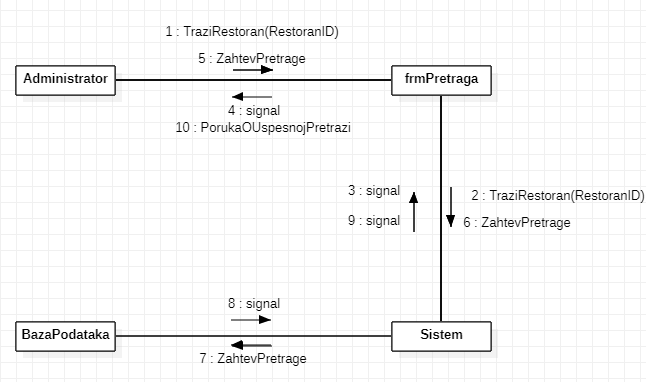 1 : TraziRestoran(RestoranID)
5 : ZahtevPretrage
Administrator
frmPretraga
4 : signal
10 : PorukaOUspesnojPretrazi
3 : signal
2 : TraziRestoran(RestoranID)
9 : signal
6 : ZahtevPretrage
8 : signal
BazaPodataka
Sistem
7 : ZahtevPretrage